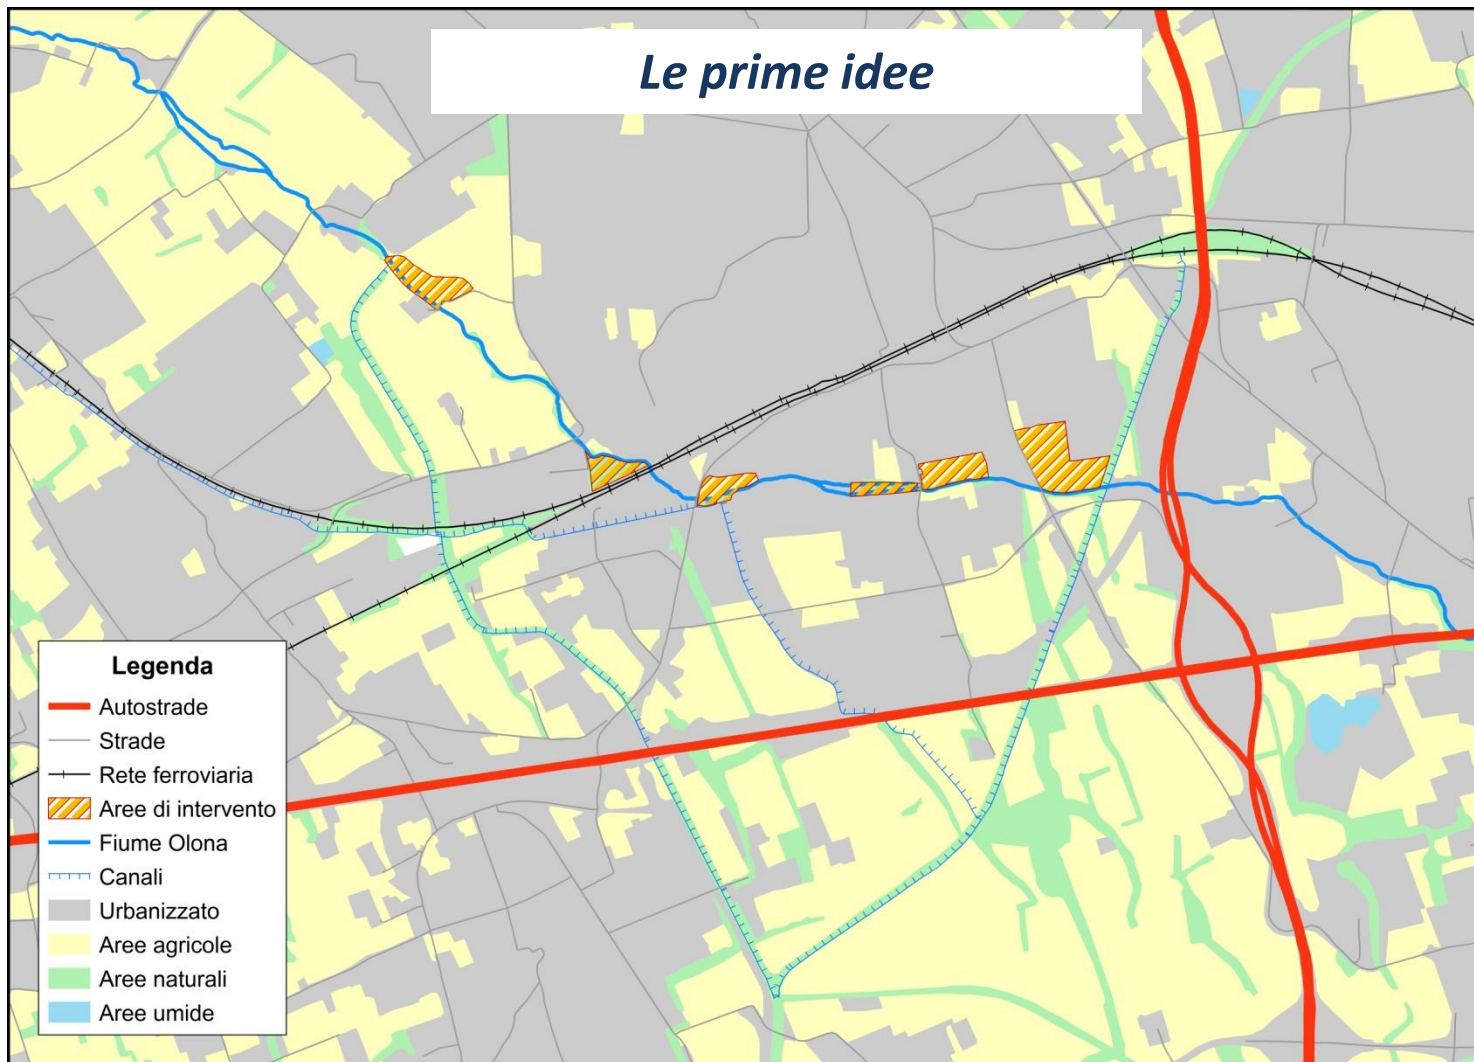 Le prime idee
Legenda
Autostrade
Strade
Rete ferroviaria
Aree di intervento
Fiume Olona
Canali
Urbanizzato
Aree agricole
Aree naturali
Aree umide